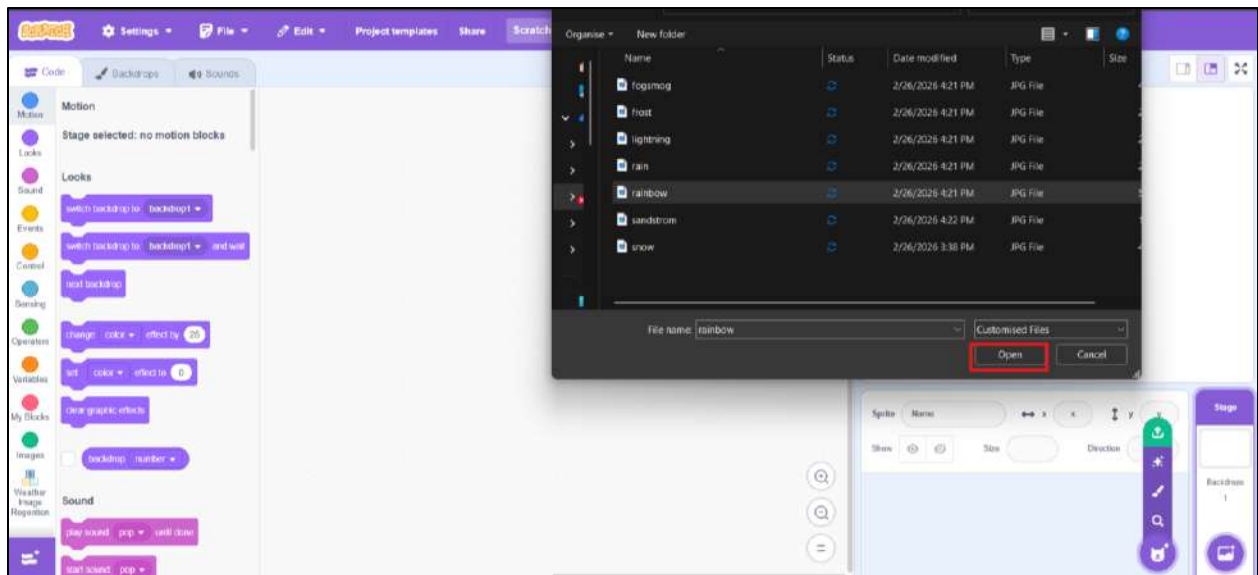 SCRATCH Settings File Edit Project templates Share Scratch
Organise New folder
Name Status Date modified Type Size
fogsmog 2/26/2026 4:21 PM JPG File
frost 2/26/2026 4:21 PM JPG File
lightning 2/26/2026 4:21 PM JPG File
rain 2/26/2026 4:21 PM JPG File
rainbow 2/26/2026 4:21 PM JPG File
sandstrom 2/26/2026 4:22 PM JPG File
snow 2/26/2026 3:38 PM JPG File
File name: rainbow Customised Files
Open Cancel
Code Backdrops Sounds
Motion
Looks
Sound
Events
Control
Sensing
Operators
Variables
My Blocks
Images
Weather
Image
Motion
Stage selected: no motion blocks
Looks
switch backdrop to backdrop1
switch backdrop to backdrop1 and wait
next backdrop
change color effect by 25
set color effect to 0
clear graphic effects
backdrop number
Sound
play sound pop until done
start sound pop
Sprite Name x x y y
Show Size Direction
Stage
Backdrops
1